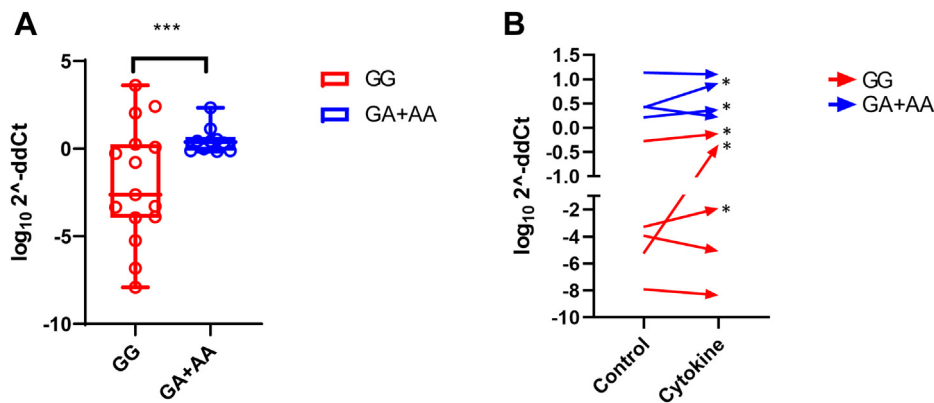 A
***
5
0
-5
-10
log10 2^-ddCt
GG
GA+AA
GG
GA+AA
B
1.5
1.0
0.5
0.0
-0.5
-1.0
-2
-4
-6
-8
-10
log10 2^-ddCt
*
*
*
*
*
Control
Cytokine
GG
GA+AA